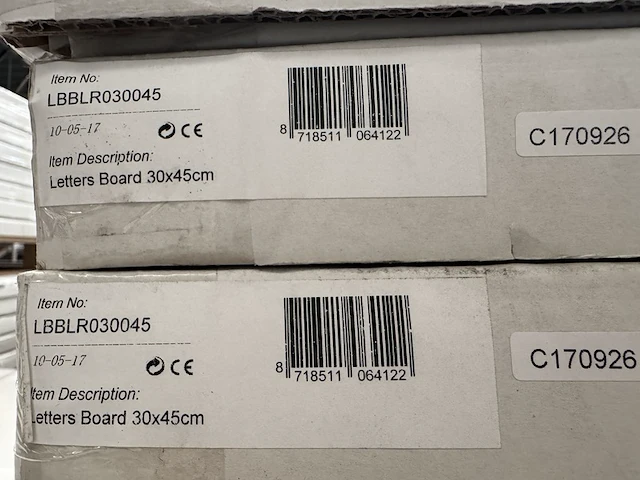 Item No:
LBBLR030045
10-05-17 CE
Item Description:
Letters Board 30x45cm
8 718511 064122
C170926
Item No:
LBBLR030045
10-05-17 CE
Item Description:
Letters Board 30x45cm
8 718511 064122
C170926